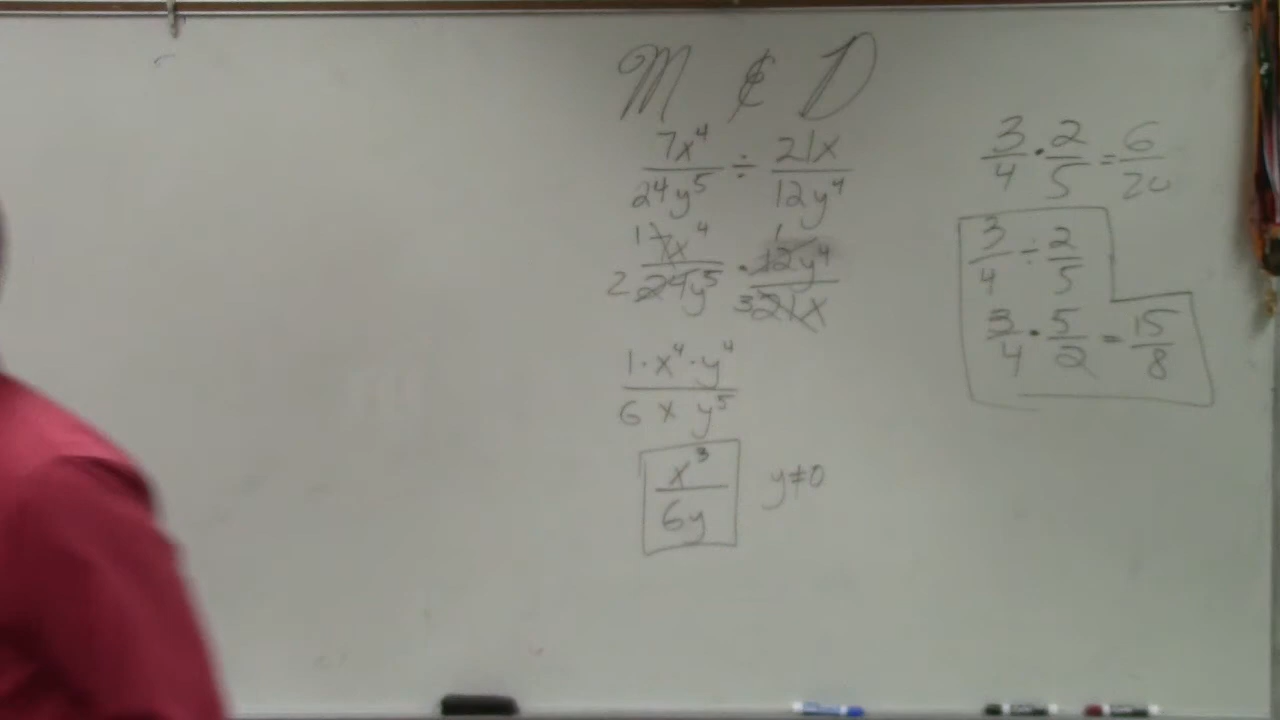 M & D
7x⁴/24y⁵ ÷ 21x/12y⁴
1 7x⁴/2 24y⁵ · 1 12y⁴/3 21x
1·x⁴·y⁴/6 x y⁵
x³/6y y≠0
3/4 · 2/5 = 6/20
3/4 ÷ 2/5
3/4 · 5/2 = 15/8